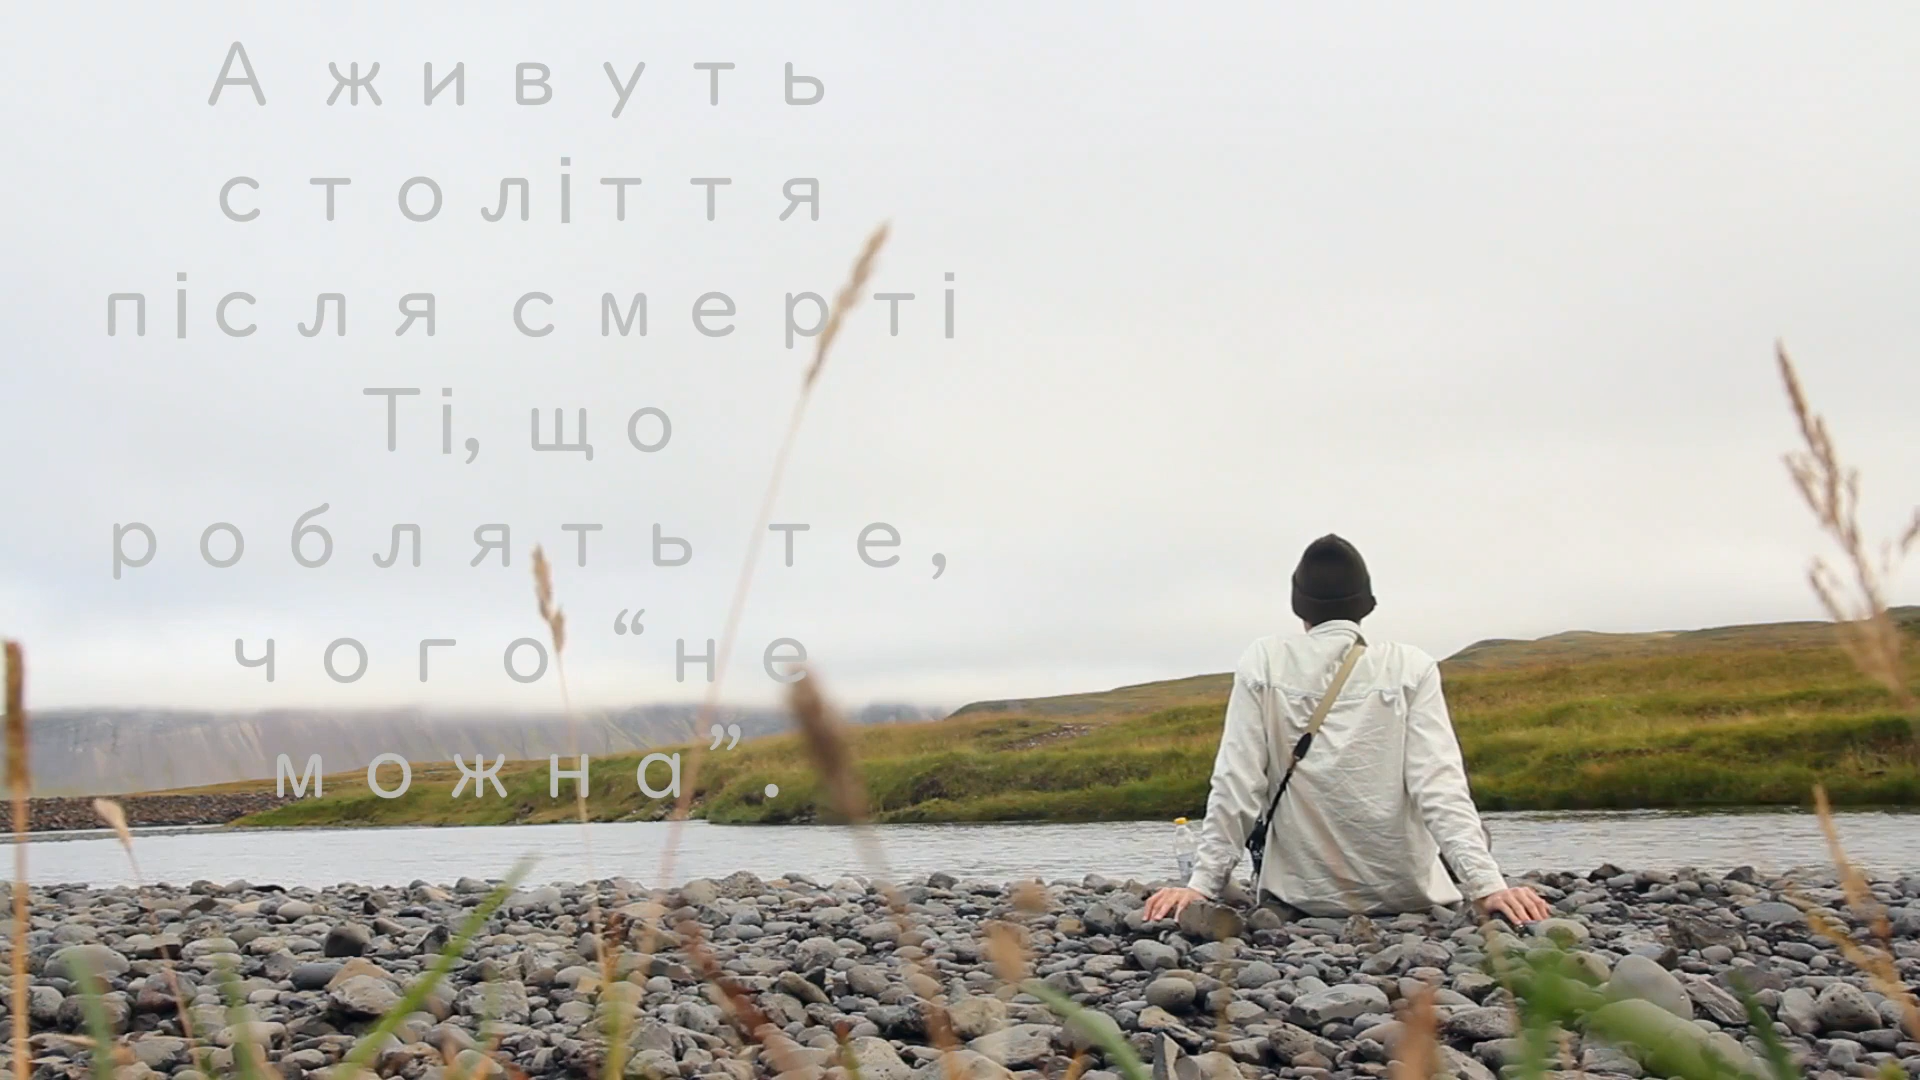 А живуть
століття
після смерті
Ті, що
роблять те,
чого “не
можна”.